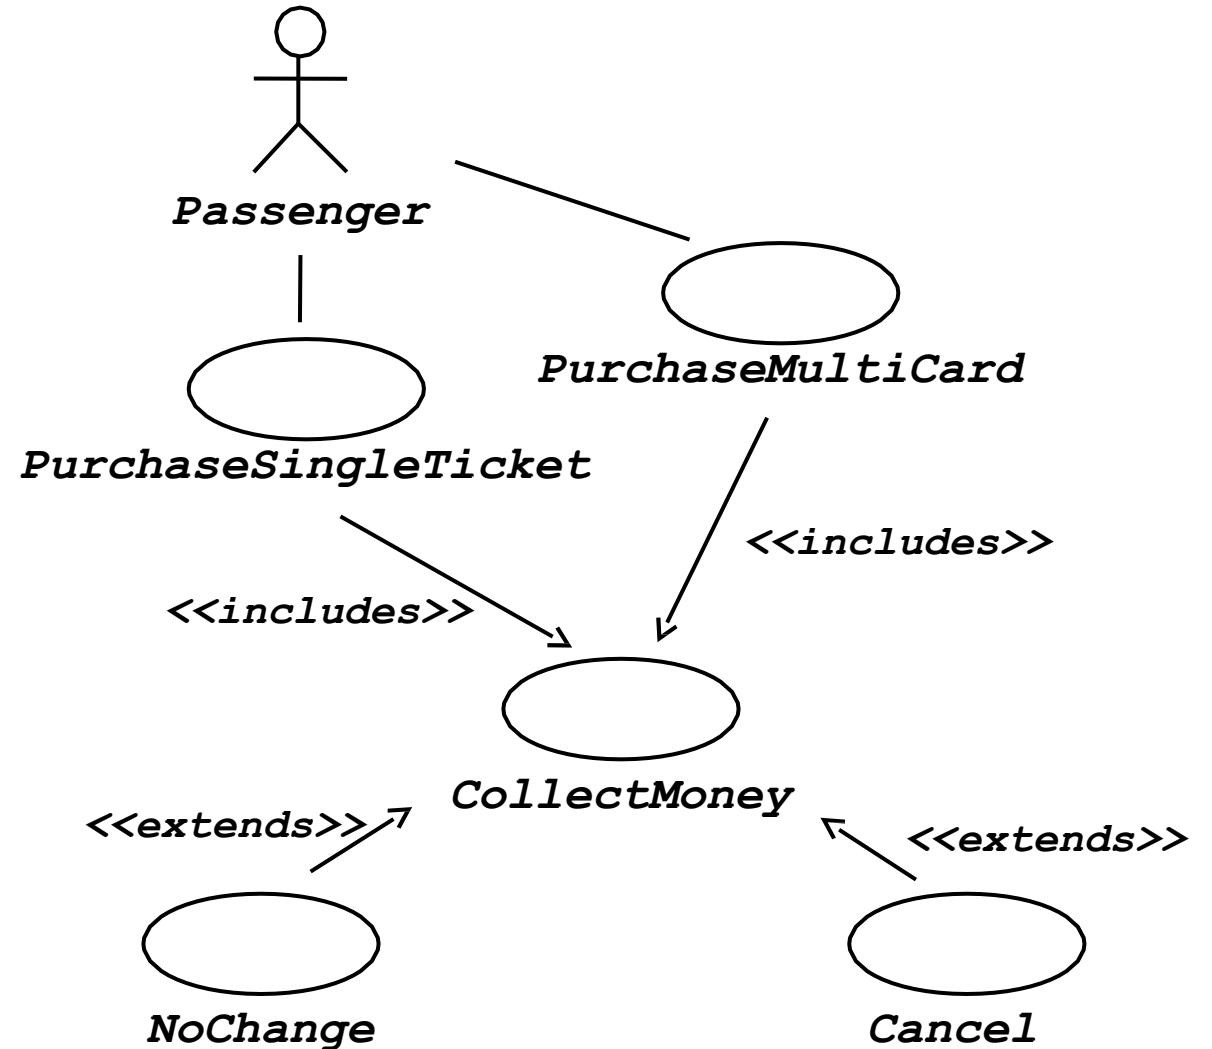 Passenger
PurchaseMultiCard
PurchaseSingleTicket
<<includes>>
<<includes>>
CollectMoney
<<extends>>
<<extends>>
NoChange
Cancel